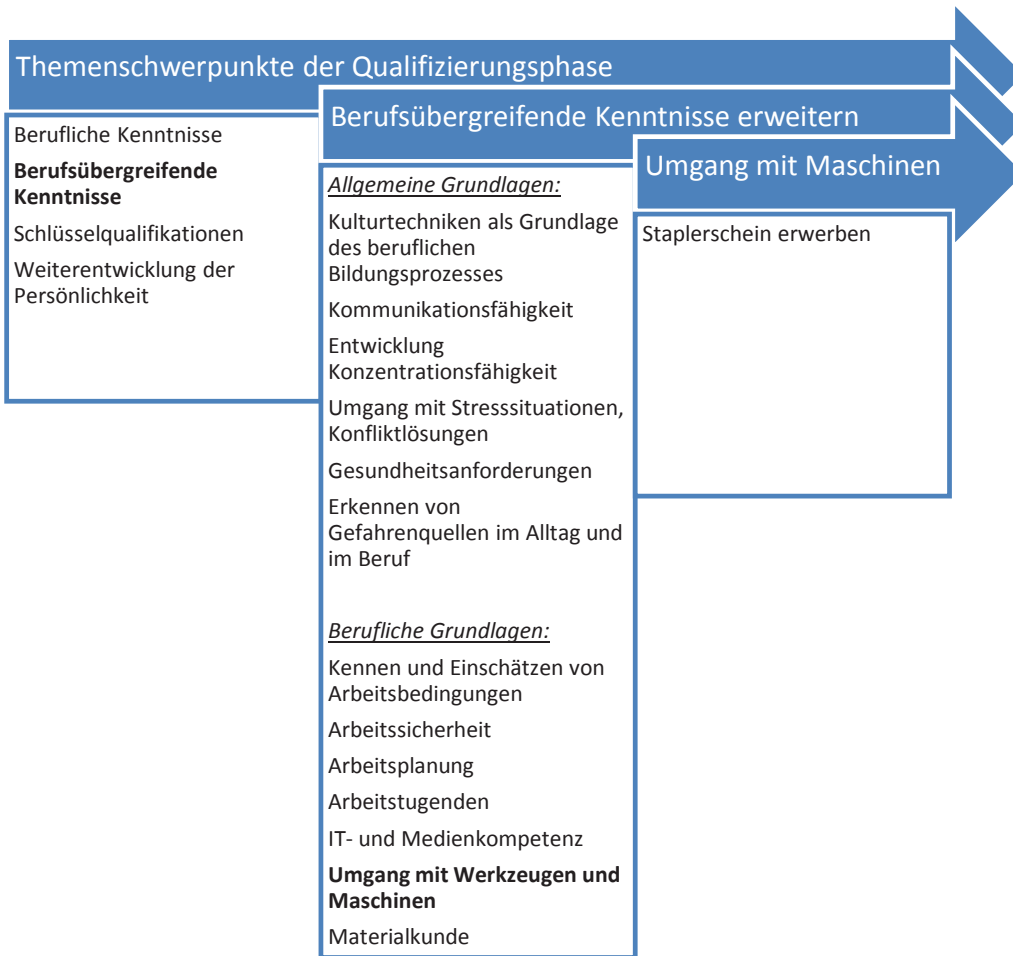 Themenschwerpunkte der Qualifizierungsphase
Berufliche Kenntnisse
Berufsübergreifende
Kenntnisse
Schlüsselqualifikationen
Weiterentwicklung der
Persönlichkeit
Berufsübergreifende Kenntnisse erweitern
Allgemeine Grundlagen:
Kulturtechniken als Grundlage
des beruflichen
Bildungsprozesses
Kommunikationsfähigkeit
Entwicklung
Konzentrationsfähigkeit
Umgang mit Stresssituationen,
Konfliktlösungen
Gesundheitsanforderungen
Erkennen von
Gefahrenquellen im Alltag und
im Beruf
Berufliche Grundlagen:
Kennen und Einschätzen von
Arbeitsbedingungen
Arbeitssicherheit
Arbeitsplanung
Arbeitstugenden
IT- und Medienkompetenz
Umgang mit Werkzeugen und
Maschinen
Materialkunde
Umgang mit Maschinen
Staplerschein erwerben